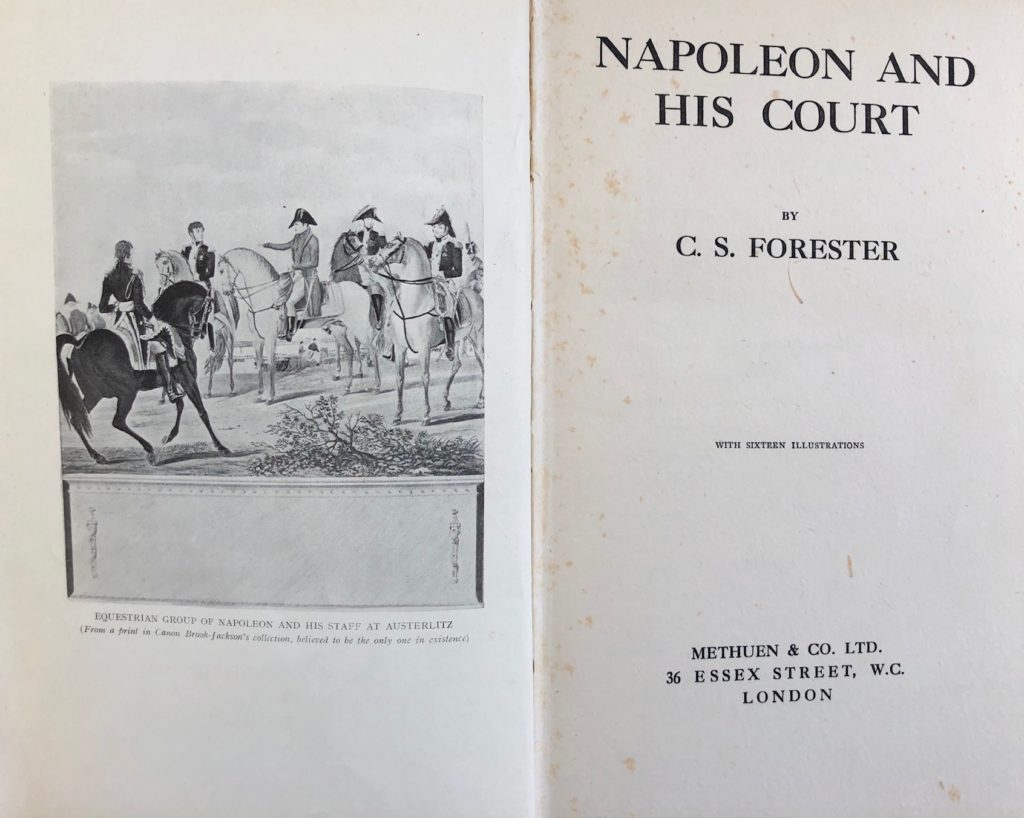 EQUESTRIAN GROUP OF NAPOLEON AND HIS STAFF AT AUSTERLITZ
(From a print in Canon Brook-Jackson's collection, believed to be the only one in existence)
NAPOLEON AND
HIS COURT
BY
C. S. FORESTER
WITH SIXTEEN ILLUSTRATIONS
METHUEN & CO. LTD.
36 ESSEX STREET, W.C.
LONDON